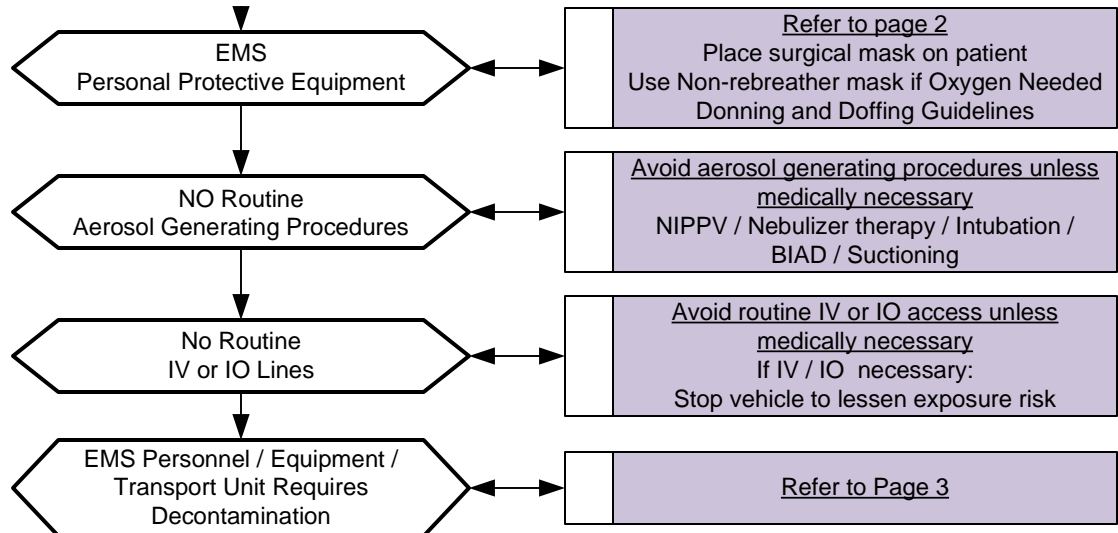 EMS
Personal Protective Equipment
Refer to page 2
Place surgical mask on patient
Use Non-rebreather mask if Oxygen Needed
Donning and Doffing Guidelines
NO Routine
Aerosol Generating Procedures
Avoid aerosol generating procedures unless
medically necessary
NIPPV / Nebulizer therapy / Intubation /
BIAD / Suctioning
No Routine
IV or IO Lines
Avoid routine IV or IO access unless
medically necessary
If IV / IO  necessary:
Stop vehicle to lessen exposure risk
EMS Personnel / Equipment /
Transport Unit Requires
Decontamination
Refer to Page 3